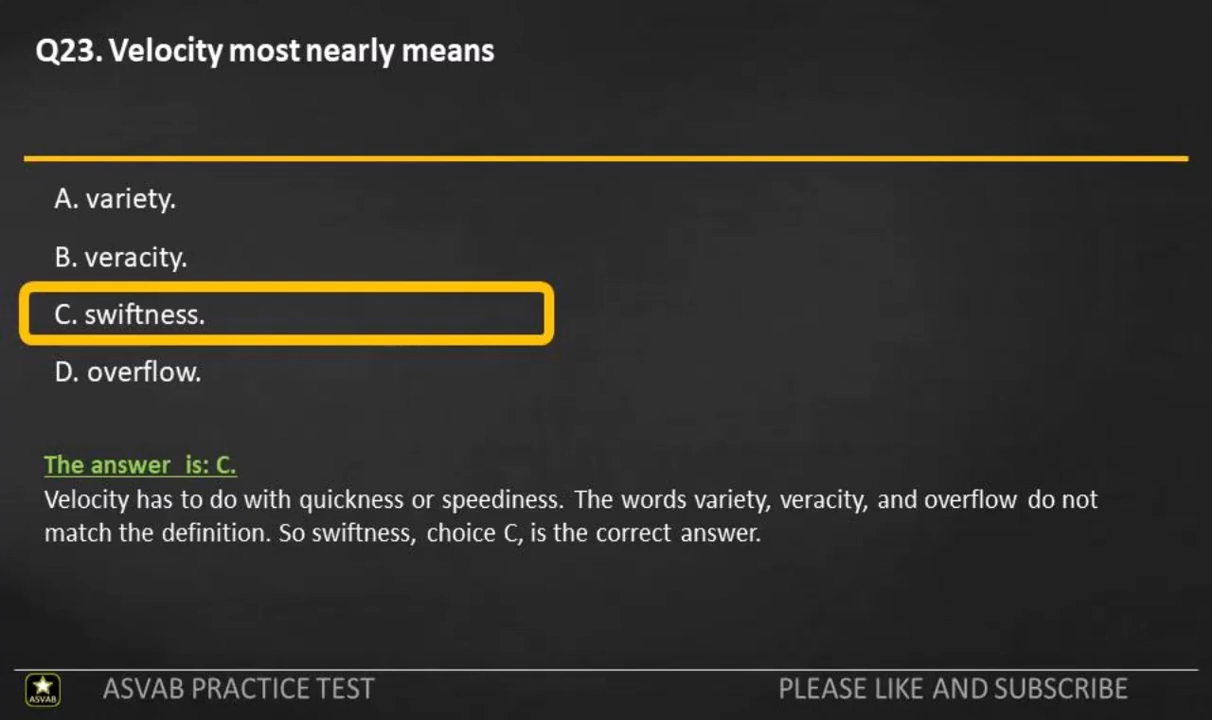 Q23. Velocity most nearly means
A. variety.
B. veracity.
C. swiftness.
D. overflow.
The answer is: C.
Velocity has to do with quickness or speediness. The words variety, veracity, and overflow do not
match the definition. So swiftness, choice C, is the correct answer.
ASVAB
ASVAB PRACTICE TEST
PLEASE LIKE AND SUBSCRIBE